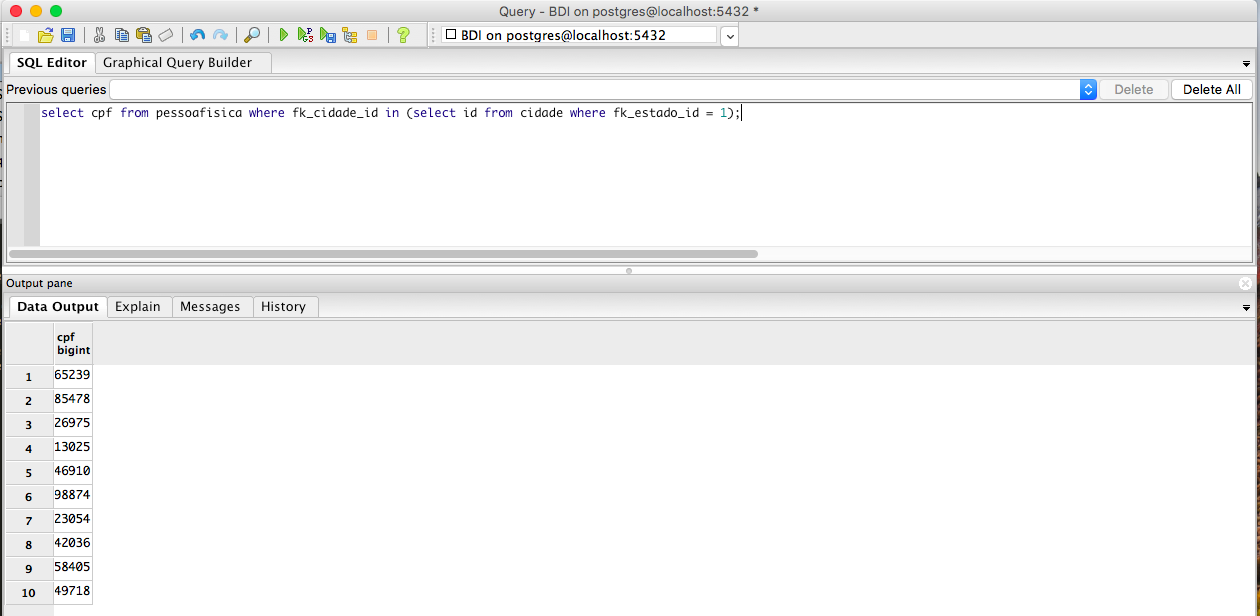 Query - BDI on postgres@localhost:5432 *
BDI on postgres@localhost:5432
SQL Editor Graphical Query Builder
Previous queries Delete Delete All
select cpf from pessoafisica where fk_cidade_id in (select id from cidade where fk_estado_id = 1);
Output pane
Data Output Explain Messages History
cpf
bigint
1 65239
2 85478
3 26975
4 13025
5 46910
6 98874
7 23054
8 42036
9 58405
10 49718